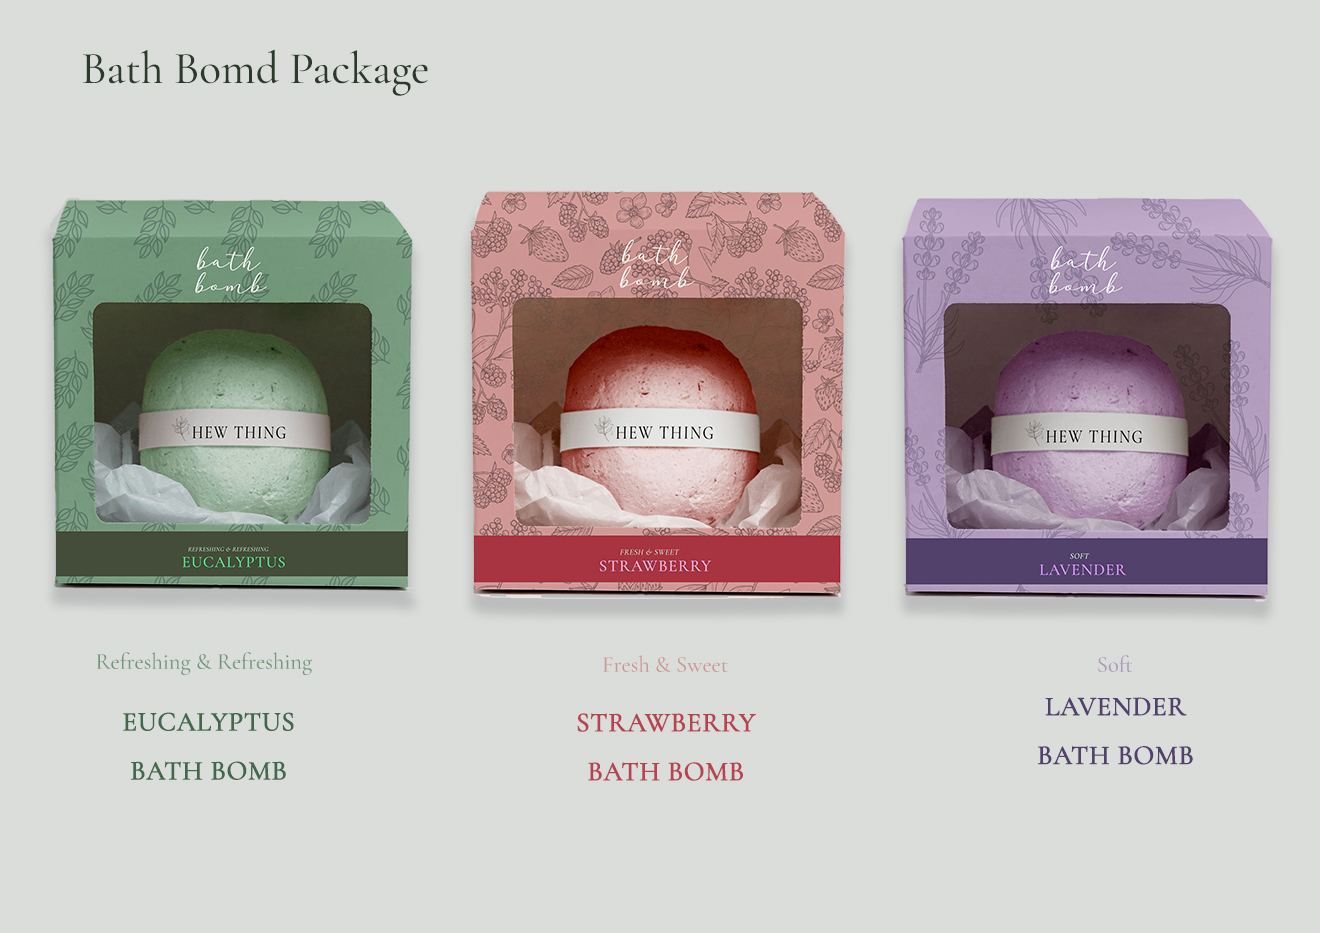 Bath Bomd Package
bath
bomb
HEW THING
REFRESHING & REFRESHING
EUCALYPTUS
bath
bomb
HEW THING
FRESH & SWEET
STRAWBERRY
bath
bomb
HEW THING
SOFT
LAVENDER
Refreshing & Refreshing
EUCALYPTUS
BATH BOMB
Fresh & Sweet
STRAWBERRY
BATH BOMB
Soft
LAVENDER
BATH BOMB